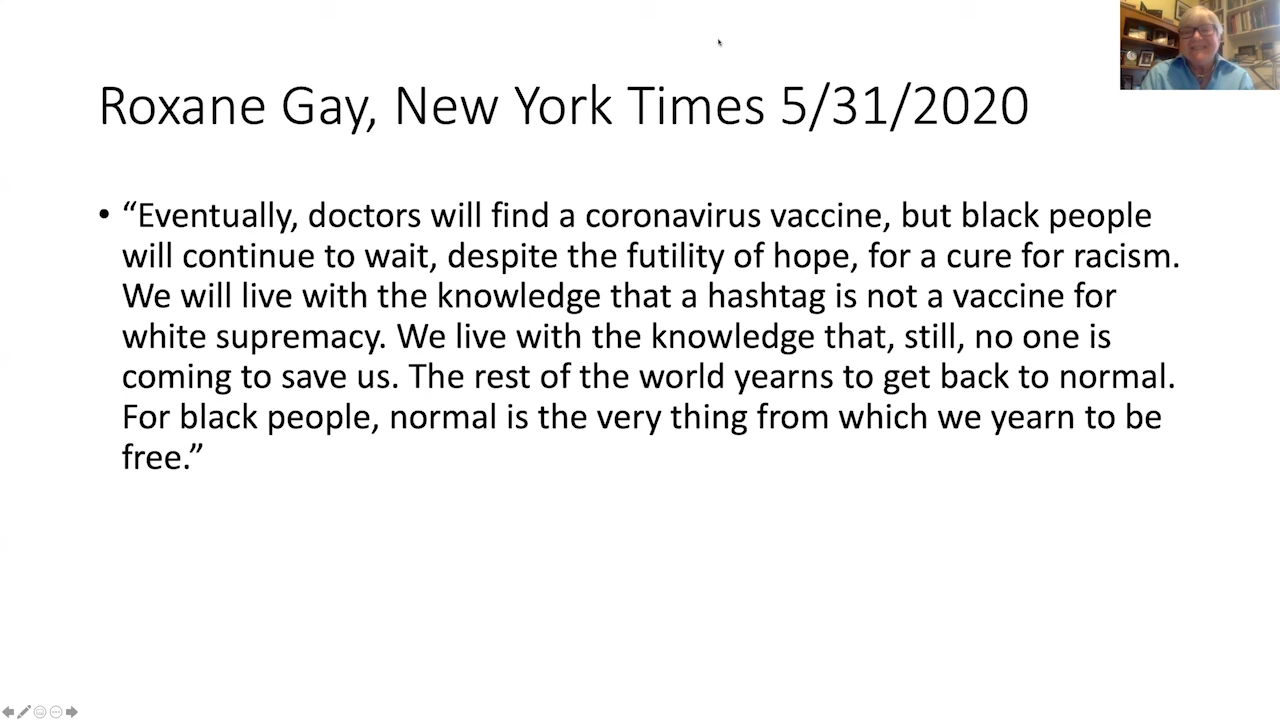 Roxane Gay, New York Times 5/31/2020
• “Eventually, doctors will find a coronavirus vaccine, but black people
will continue to wait, despite the futility of hope, for a cure for racism.
We will live with the knowledge that a hashtag is not a vaccine for
white supremacy. We live with the knowledge that, still, no one is
coming to save us. The rest of the world yearns to get back to normal.
For black people, normal is the very thing from which we yearn to be
free.”